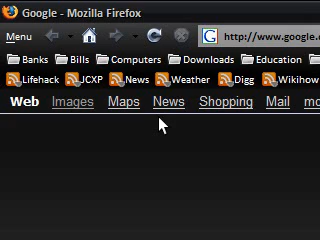 Google - Mozilla Firefox
Menu G http://www.google.c
Banks Bills Computers Downloads Education
Lifehack JCXP News Weather Digg Wikihow
Web Images Maps News Shopping Mail mo